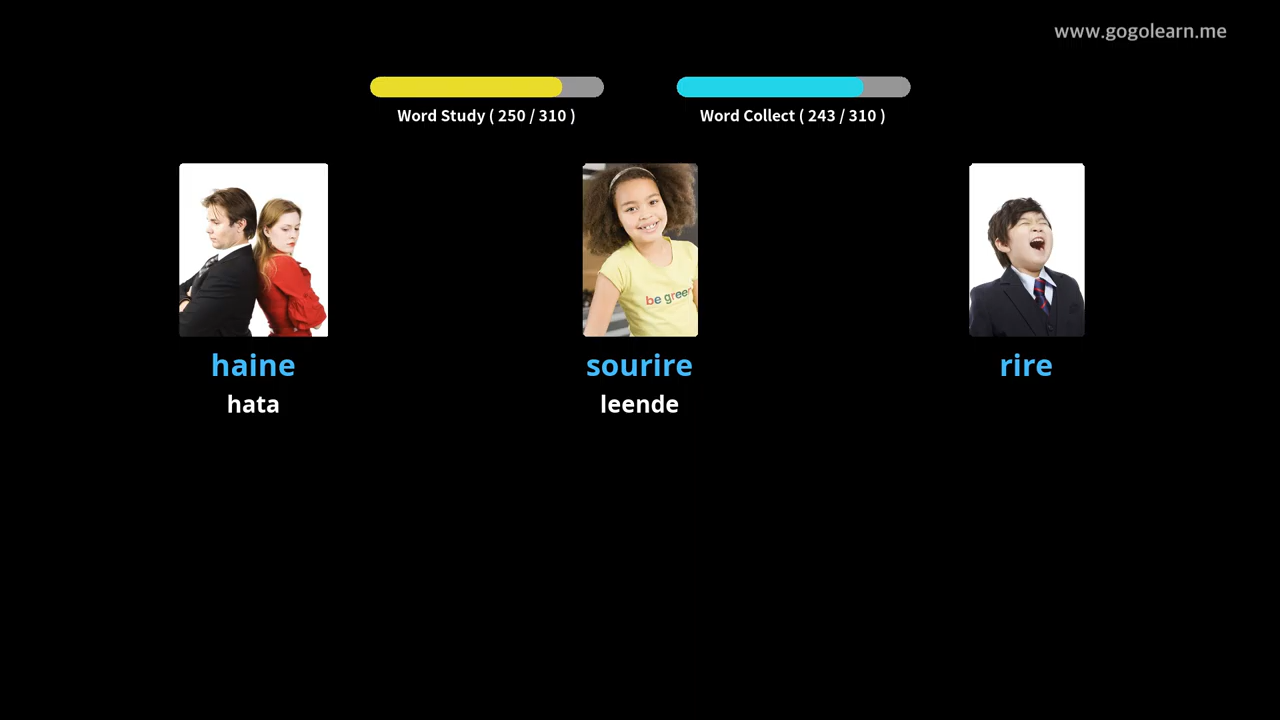 www.gogolearn.me
Word Study ( 250 / 310 )
Word Collect ( 243 / 310 )
be green
haine
sourire
rire
hata
leende